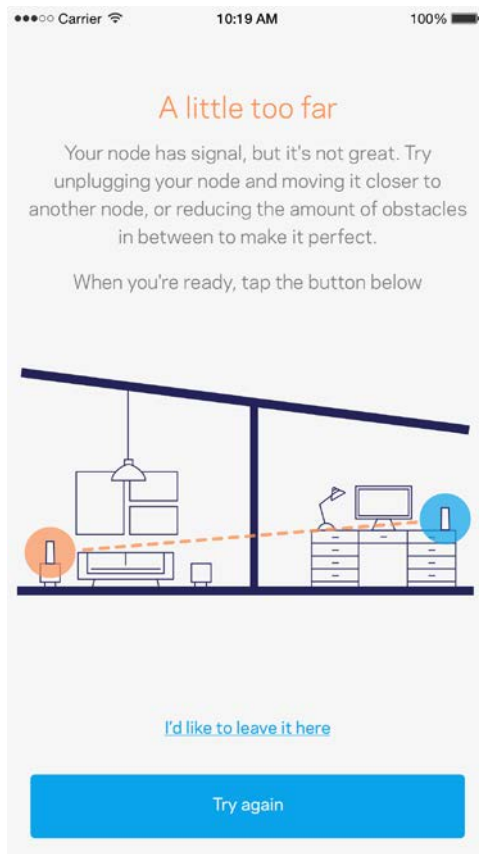 ●●●○○ Carrier 10:19 AM 100%
A little too far
Your node has signal, but it's not great. Try
unplugging your node and moving it closer to
another node, or reducing the amount of obstacles
in between to make it perfect.
When you're ready, tap the button below
I'd like to leave it here
Try again